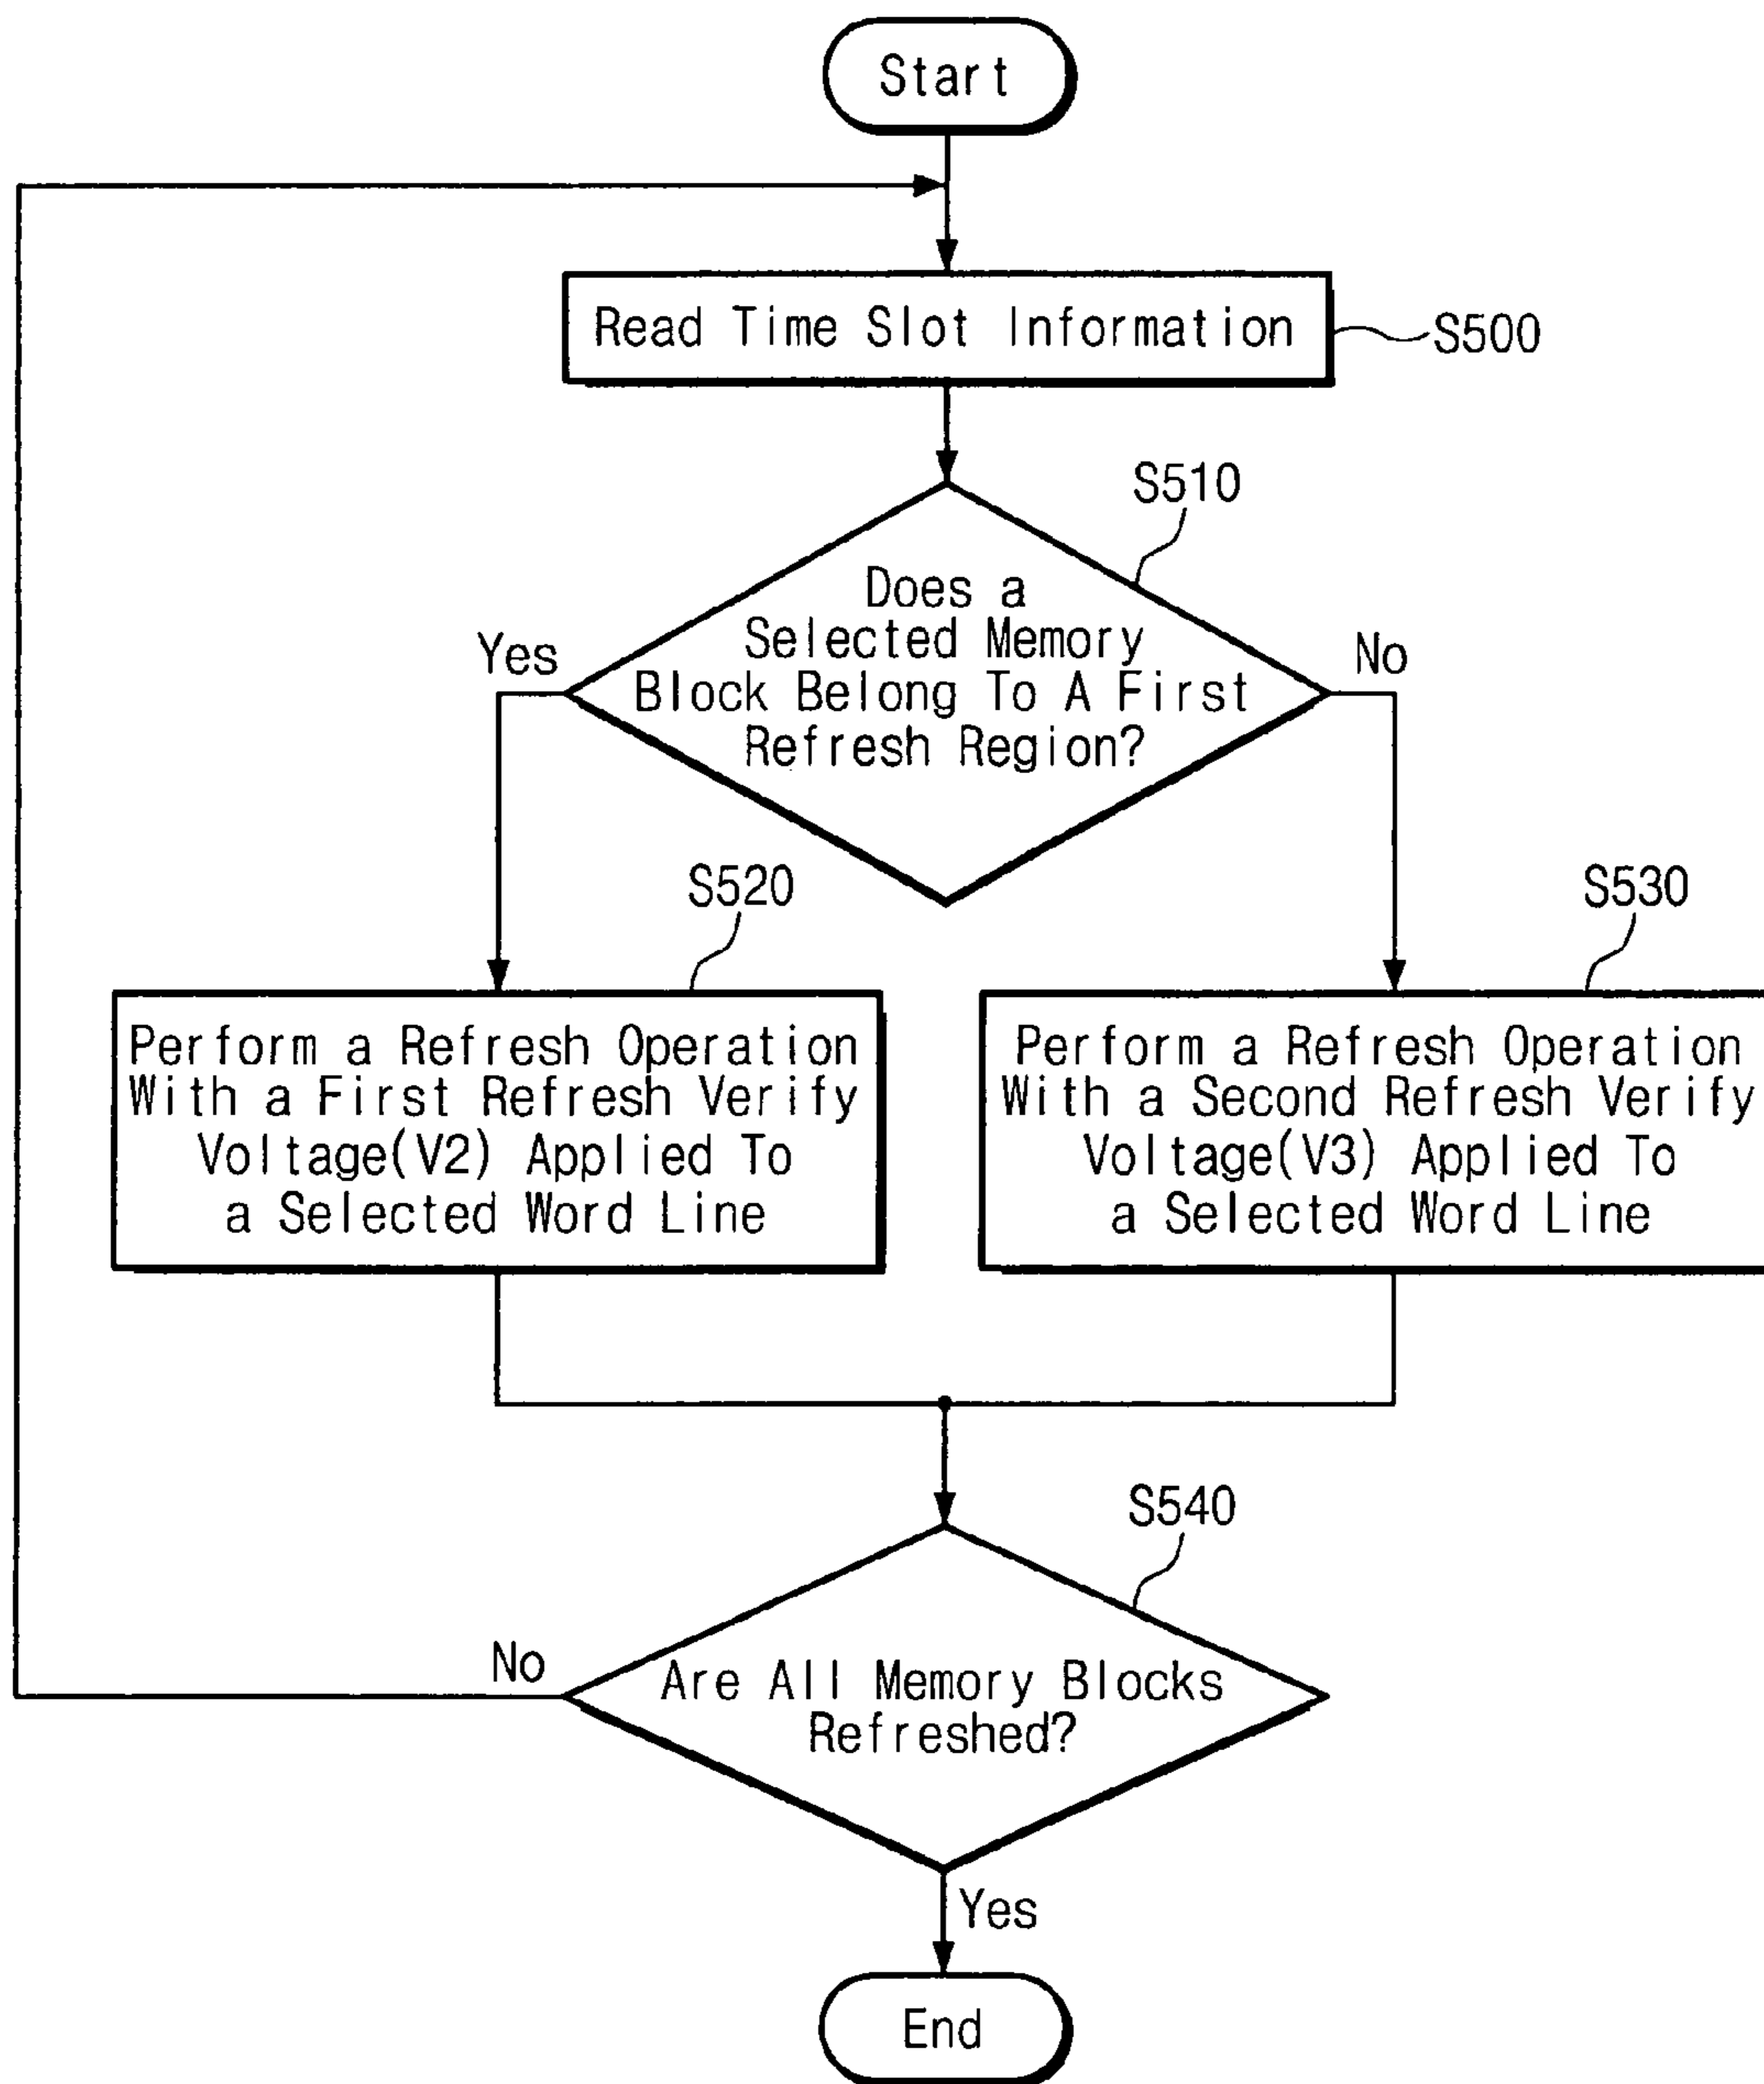 Start
Read Time Slot Information
S500
S510
Does a
Selected Memory
Block Belong To A First
Refresh Region?
Yes
No
S520
S530
Perform a Refresh Operation
With a First Refresh Verify
Voltage(V2) Applied To
a Selected Word Line
Perform a Refresh Operation
With a Second Refresh Verify
Voltage(V3) Applied To
a Selected Word Line
S540
Are All Memory Blocks
Refreshed?
No
Yes
End